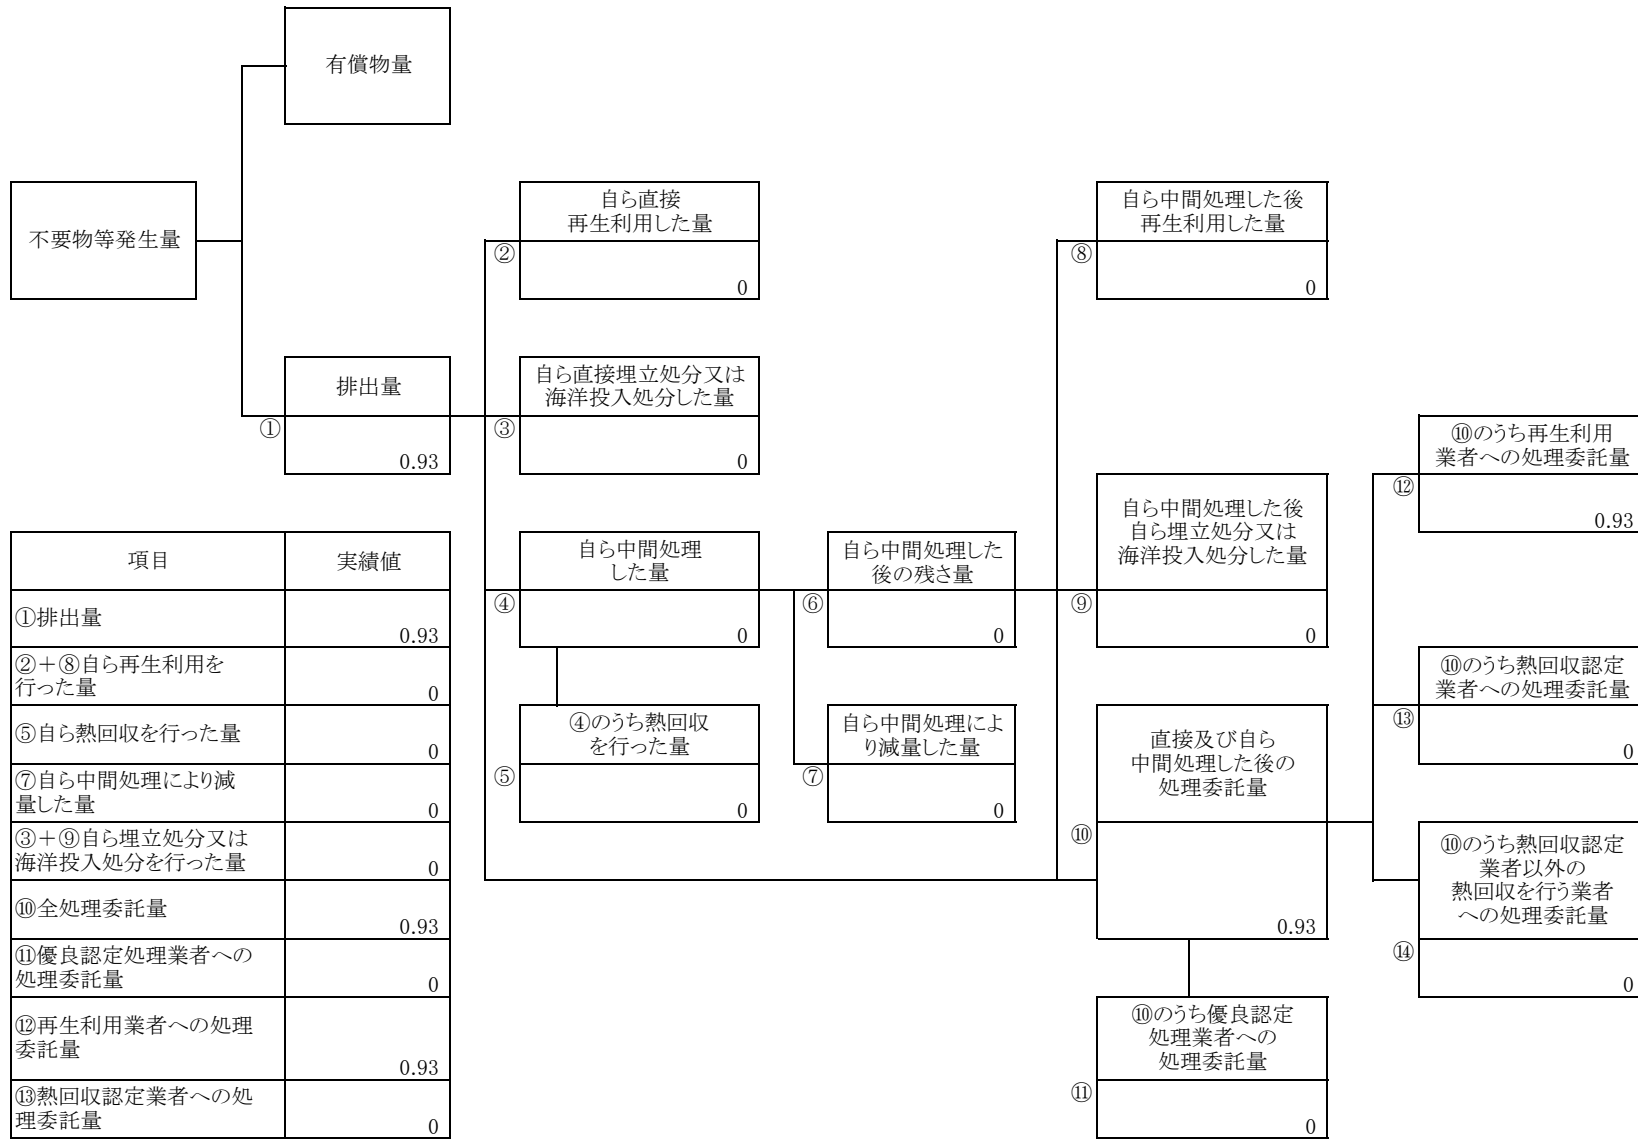 有償物量
不要物等発生量
自ら直接
再生利用した量
②
0
自ら中間処理した後
再生利用した量
⑧
0
排出量
①
0.93
自ら直接埋立処分又は
海洋投入処分した量
③
0
⑩のうち再生利用
業者への処理委託量
⑫
0.93
自ら中間処理
した量
④
0
自ら中間処理した
後の残さ量
⑥
0
自ら中間処理した後
自ら埋立処分又は
海洋投入処分した量
⑨
0
⑩のうち熱回収認定
業者への処理委託量
⑬
0
④のうち熱回収
を行った量
⑤
0
自ら中間処理によ
り減量した量
⑦
0
直接及び自ら
中間処理した後の
処理委託量
⑩
0.93
⑩のうち熱回収認定
業者以外の
熱回収を行う業者
への処理委託量
⑭
0
⑩のうち優良認定
処理業者への
処理委託量
⑪
0
項目 実績値
①排出量
0.93
②+⑧自ら再生利用を
行った量
0
⑤自ら熱回収を行った量
0
⑦自ら中間処理により減
量した量
0
③+⑨自ら埋立処分又は
海洋投入処分を行った量
0
⑩全処理委託量
0.93
⑪優良認定処理業者への
処理委託量
0
⑫再生利用業者への処理
委託量
0.93
⑬熱回収認定業者への処
理委託量
0